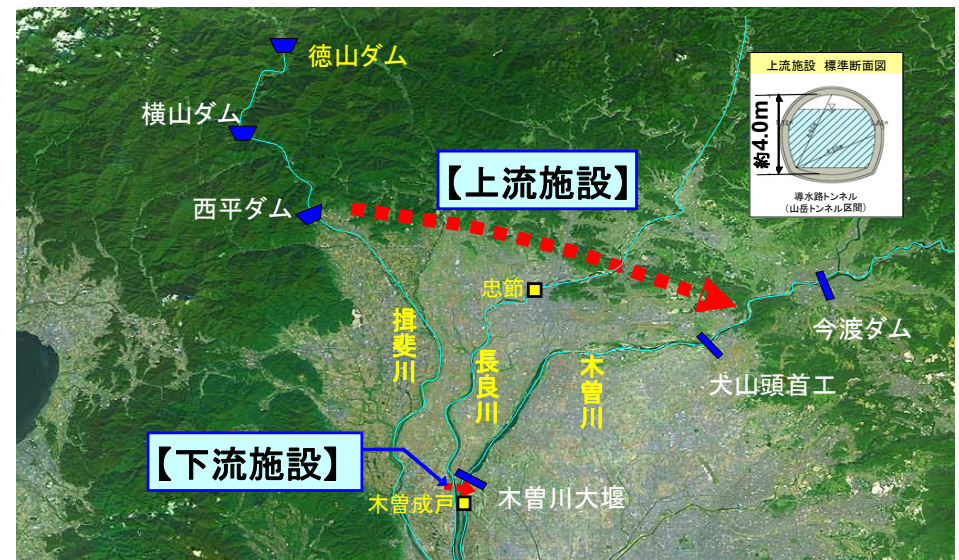 徳山ダム
横山ダム
西平ダム
【上流施設】
上流施設 標準断面図
約4.0m
導水路トンネル
(山岳トンネル区間)
忠節
今渡ダム
揖斐川
長良川
木曽川
犬山頭首工
【下流施設】
木曽成戸
木曽川大堰